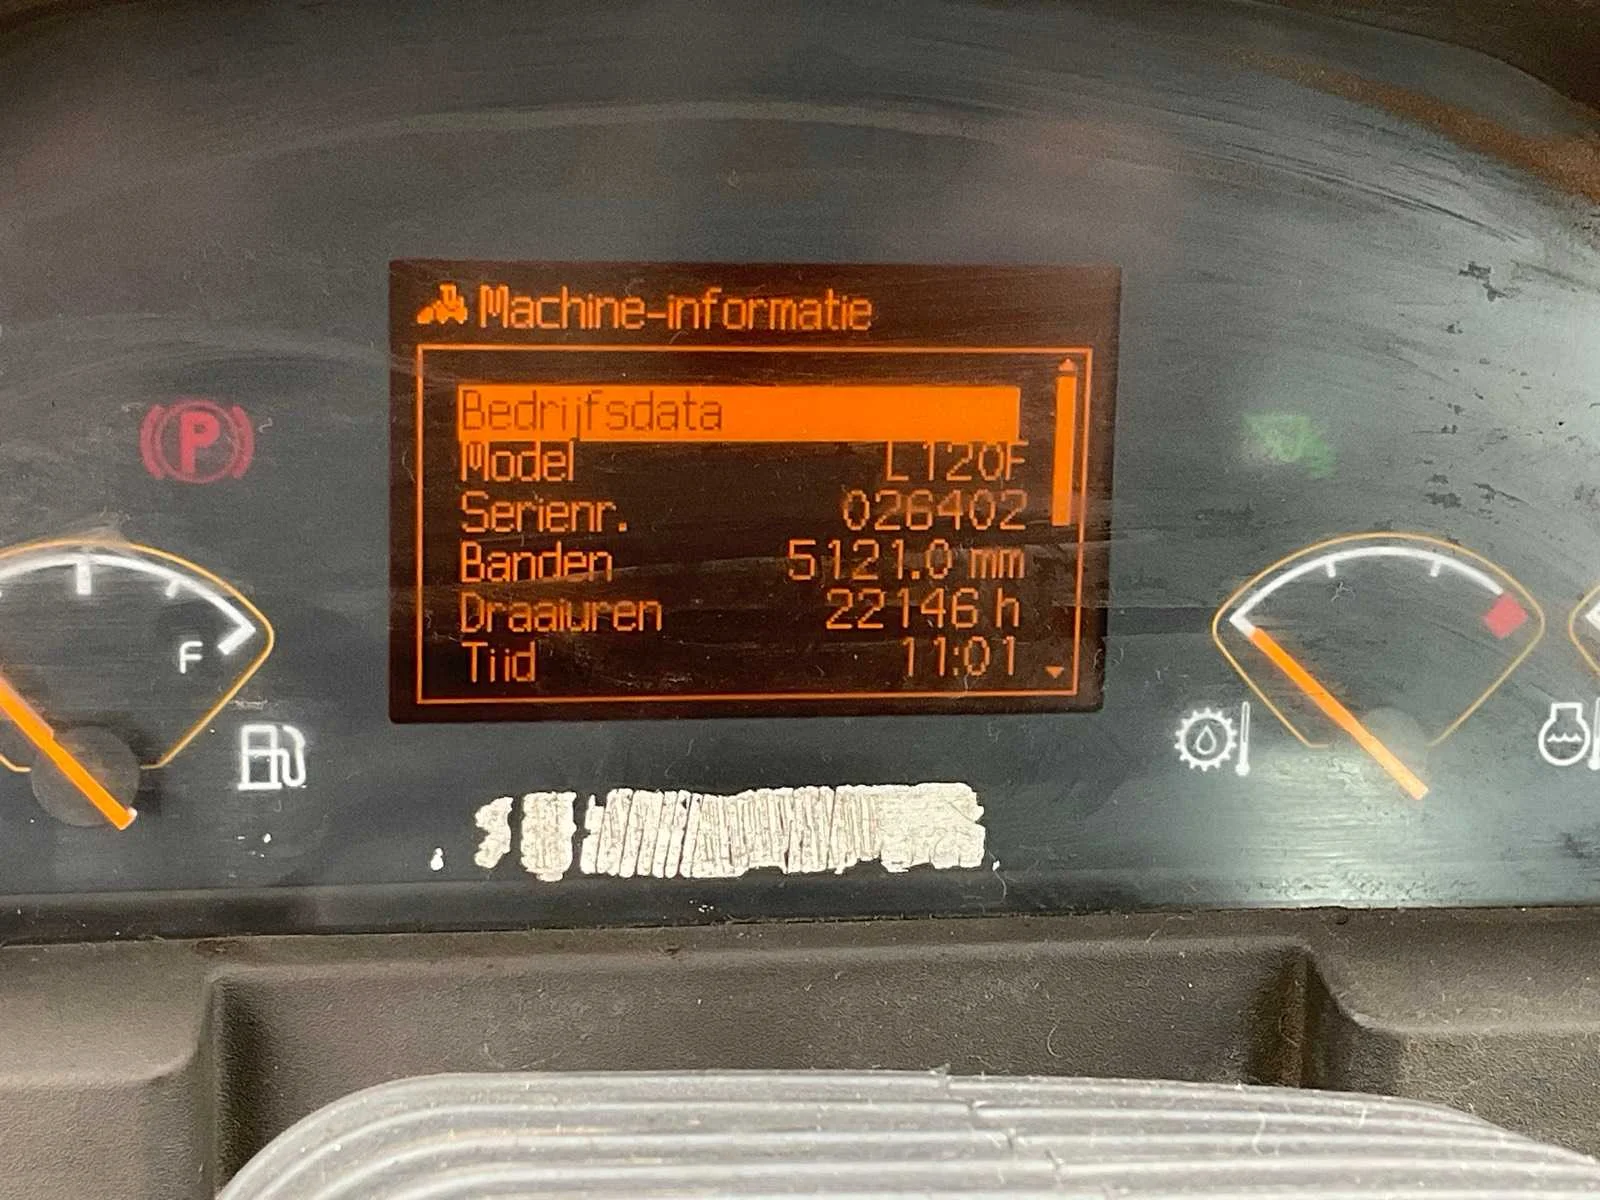 Machine-informatie
Bedrijfsdata
Model L120F
Serienr. 026402
Banden 5121.0 mm
Draaiuren 22146 h
Tijd 11:01
P
F